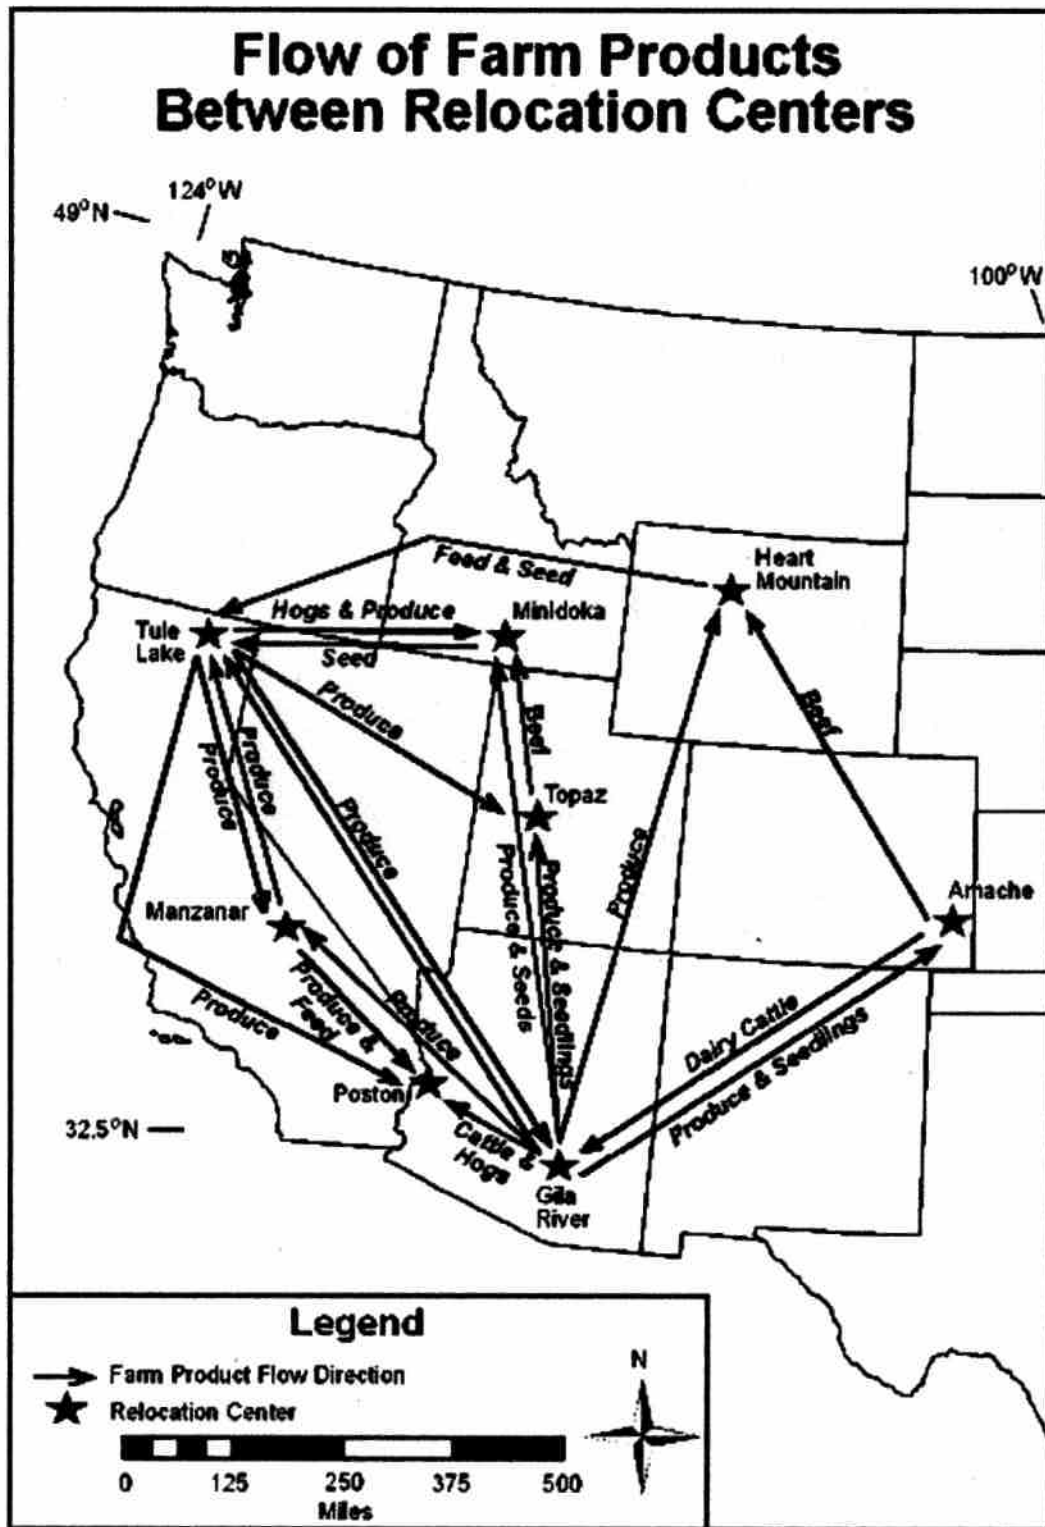 Flow of Farm Products
Between Relocation Centers
124°W
49°N
100°W
Feed & Seed
Heart
Mountain
Hogs & Produce
Minidoka
Tule
Lake
Seed
Produce
Beef
Beef
Produce
Produce
Topaz
Produce
Produce
Produce & Seeds
Produce & Seedlings
Amache
Manzanar
Produce &
Feed
Produce
Produce
Dairy Cattle
Produce & Seedlings
Poston
32.5°N
Cattle &
Hogs
Gila
River
Legend
Farm Product Flow Direction
Relocation Center
N
0
125
250
375
500
Miles